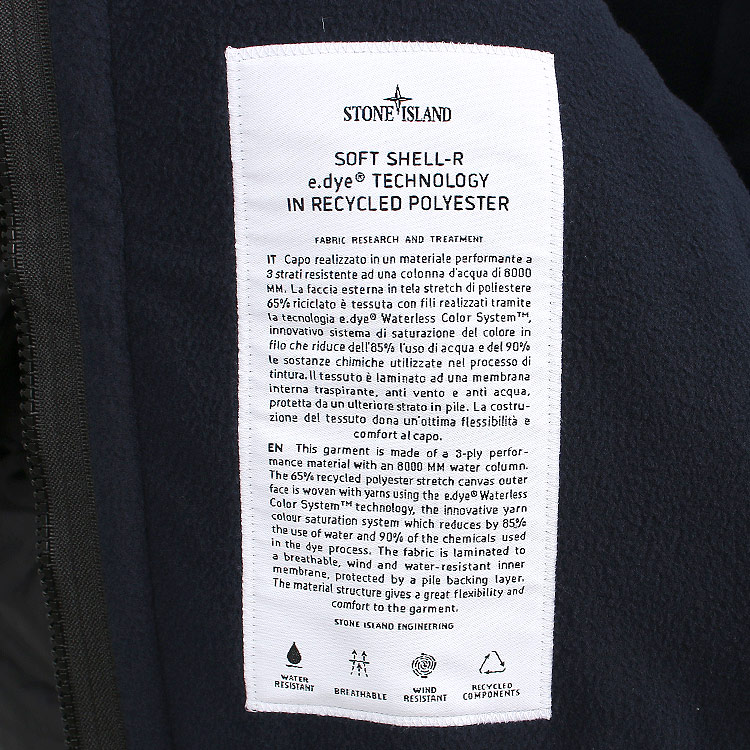 STONE ISLAND
SOFT SHELL-R
e.dye® TECHNOLOGY
IN RECYCLED POLYESTER
FABRIC RESEARCH AND TREATMENT
IT Capo realizzato in un materiale performante a
3 strati resistente ad una colonna d'acqua di 8000
MM. La faccia esterna in tela stretch di poliestere
65% riciclato è tessuta con fili realizzati tramite
la tecnologia e.dye® Waterless Color System™,
innovativo sistema di saturazione del colore in
filo che riduce dell'85% l'uso di acqua e del 90%
le sostanze chimiche utilizzate nel processo di
tintura. Il tessuto è laminato ad una membrana
interna traspirante, anti vento e anti acqua,
protetta da un ulteriore strato in pile. La costru-
zione del tessuto dona un'ottima flessibilità e
comfort al capo.
EN This garment is made of a 3-ply perfor-
mance material with an 8000 MM water column.
The 65% recycled polyester stretch canvas outer
face is woven with yarns using the e.dye® Waterless
Color System™ technology, the innovative yarn
colour saturation system which reduces by 85%
the use of water and 90% of the chemicals used
in the dye process. The fabric is laminated to
a breathable, wind and water-resistant inner
membrane, protected by a pile backing layer.
The material structure gives a great flexibility and
comfort to the garment.
STONE ISLAND ENGINEERING
WATER
RESISTANT
BREATHABLE
WIND
RESISTANT
RECYCLED
COMPONENTS